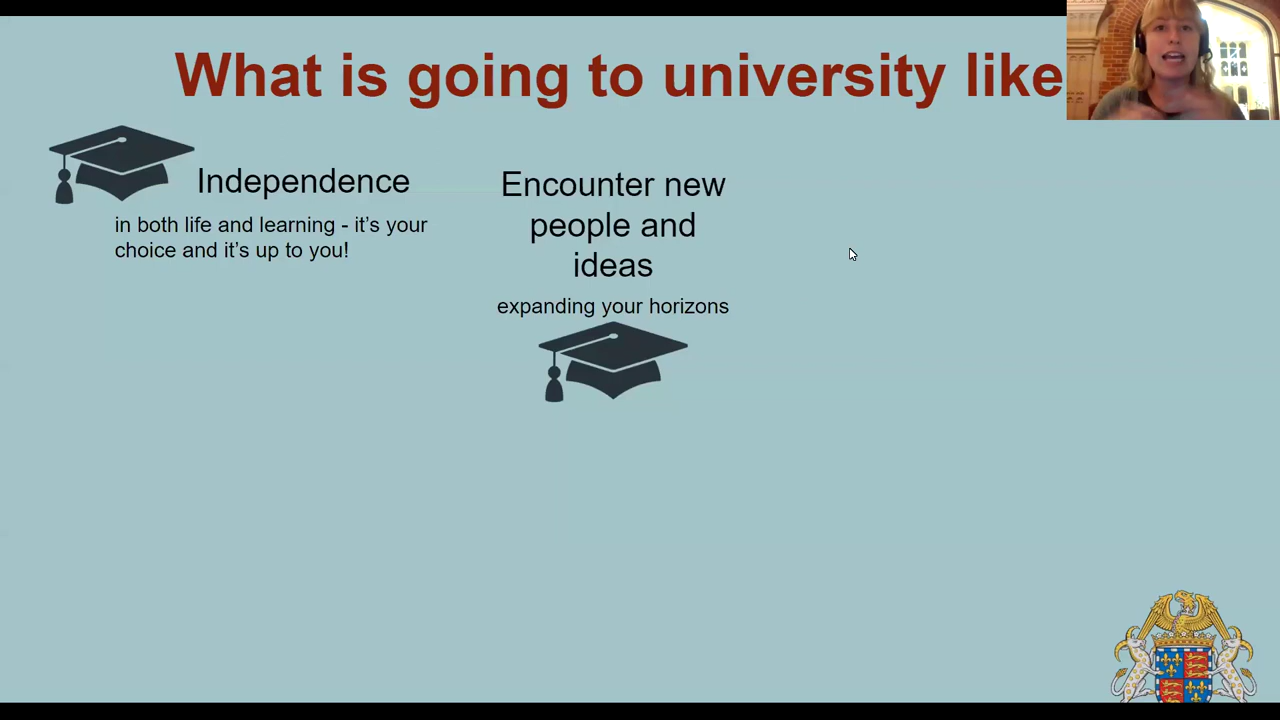 What is going to university like
Independence
in both life and learning - it's your
choice and it's up to you!
Encounter new
people and
ideas
expanding your horizons